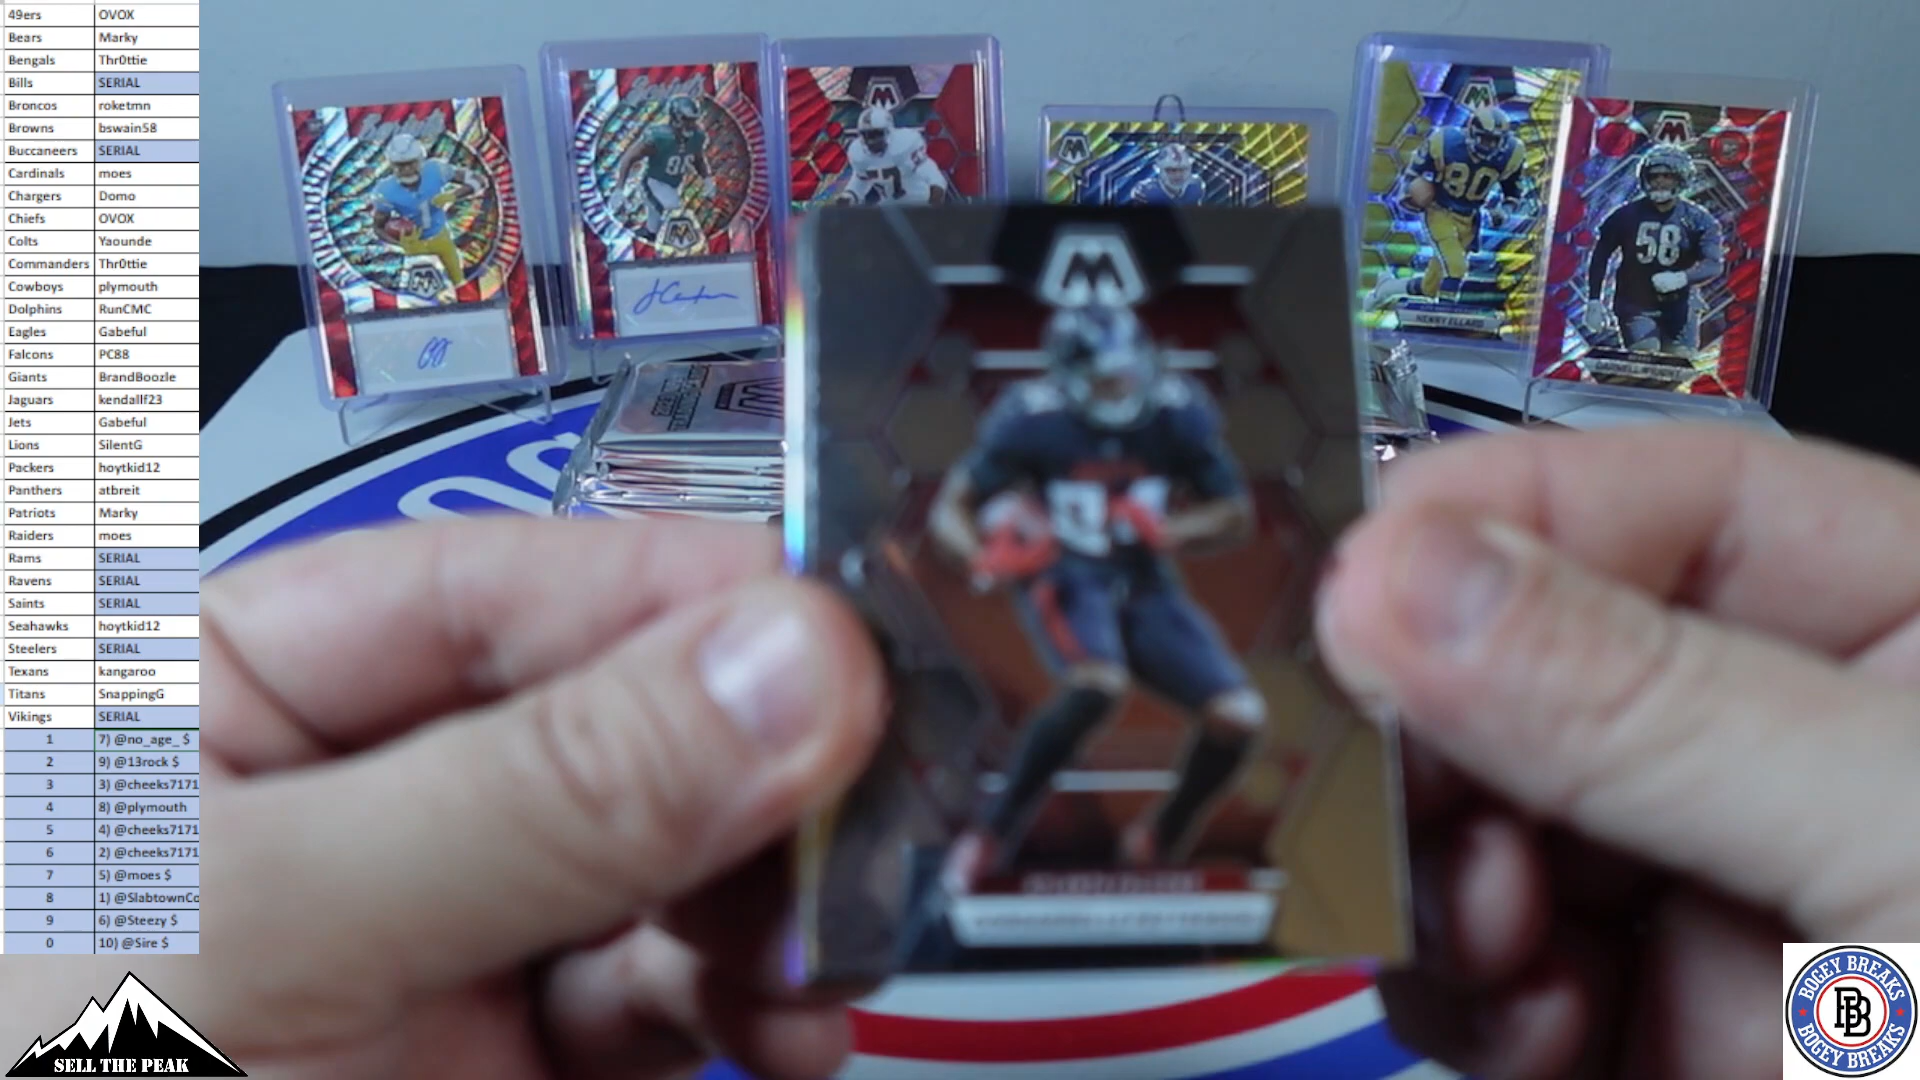 49ers OVOX
Bears Marky
Bengals Thr0ttie
Bills SERIAL
Broncos roketmn
Browns bswain58
Buccaneers SERIAL
Cardinals moes
Chargers Domo
Chiefs OVOX
Colts Yaounde
Commanders Thr0ttie
Cowboys plymouth
Dolphins RunCMC
Eagles Gabeful
Falcons PC88
Giants BrandBoozle
Jaguars kendallf23
Jets Gabeful
Lions SilentG
Packers hoytkid12
Panthers atbreit
Patriots Marky
Raiders moes
Rams SERIAL
Ravens SERIAL
Saints SERIAL
Seahawks hoytkid12
Steelers SERIAL
Texans kangaroo
Titans SnappingG
Vikings SERIAL
1 7) @no_age_ $
2 9) @13rock $
3 3) @cheeks7171
4 8) @plymouth
5 4) @cheeks7171
6 2) @cheeks7171
7 5) @moes $
8 1) @SlabtownCo
9 6) @Steezy $
0 10) @Sire $
SELL THE PEAK
57
80
HENRY ELLARD
58
BOGEY BREAKS
BB
BOGEY BREAKS